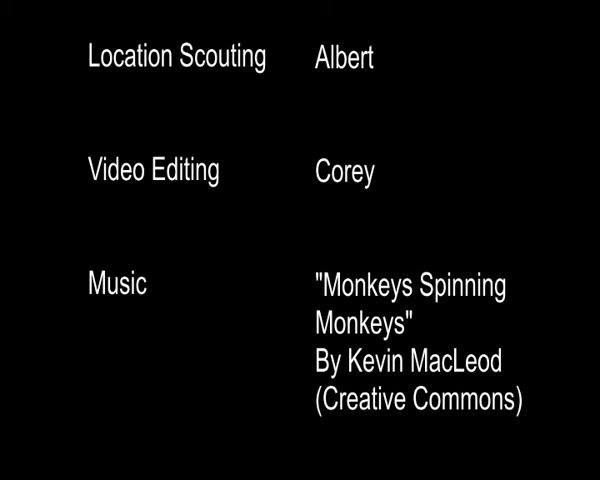 Location Scouting Albert
Video Editing Corey
Music "Monkeys Spinning
Monkeys"
By Kevin MacLeod
(Creative Commons)